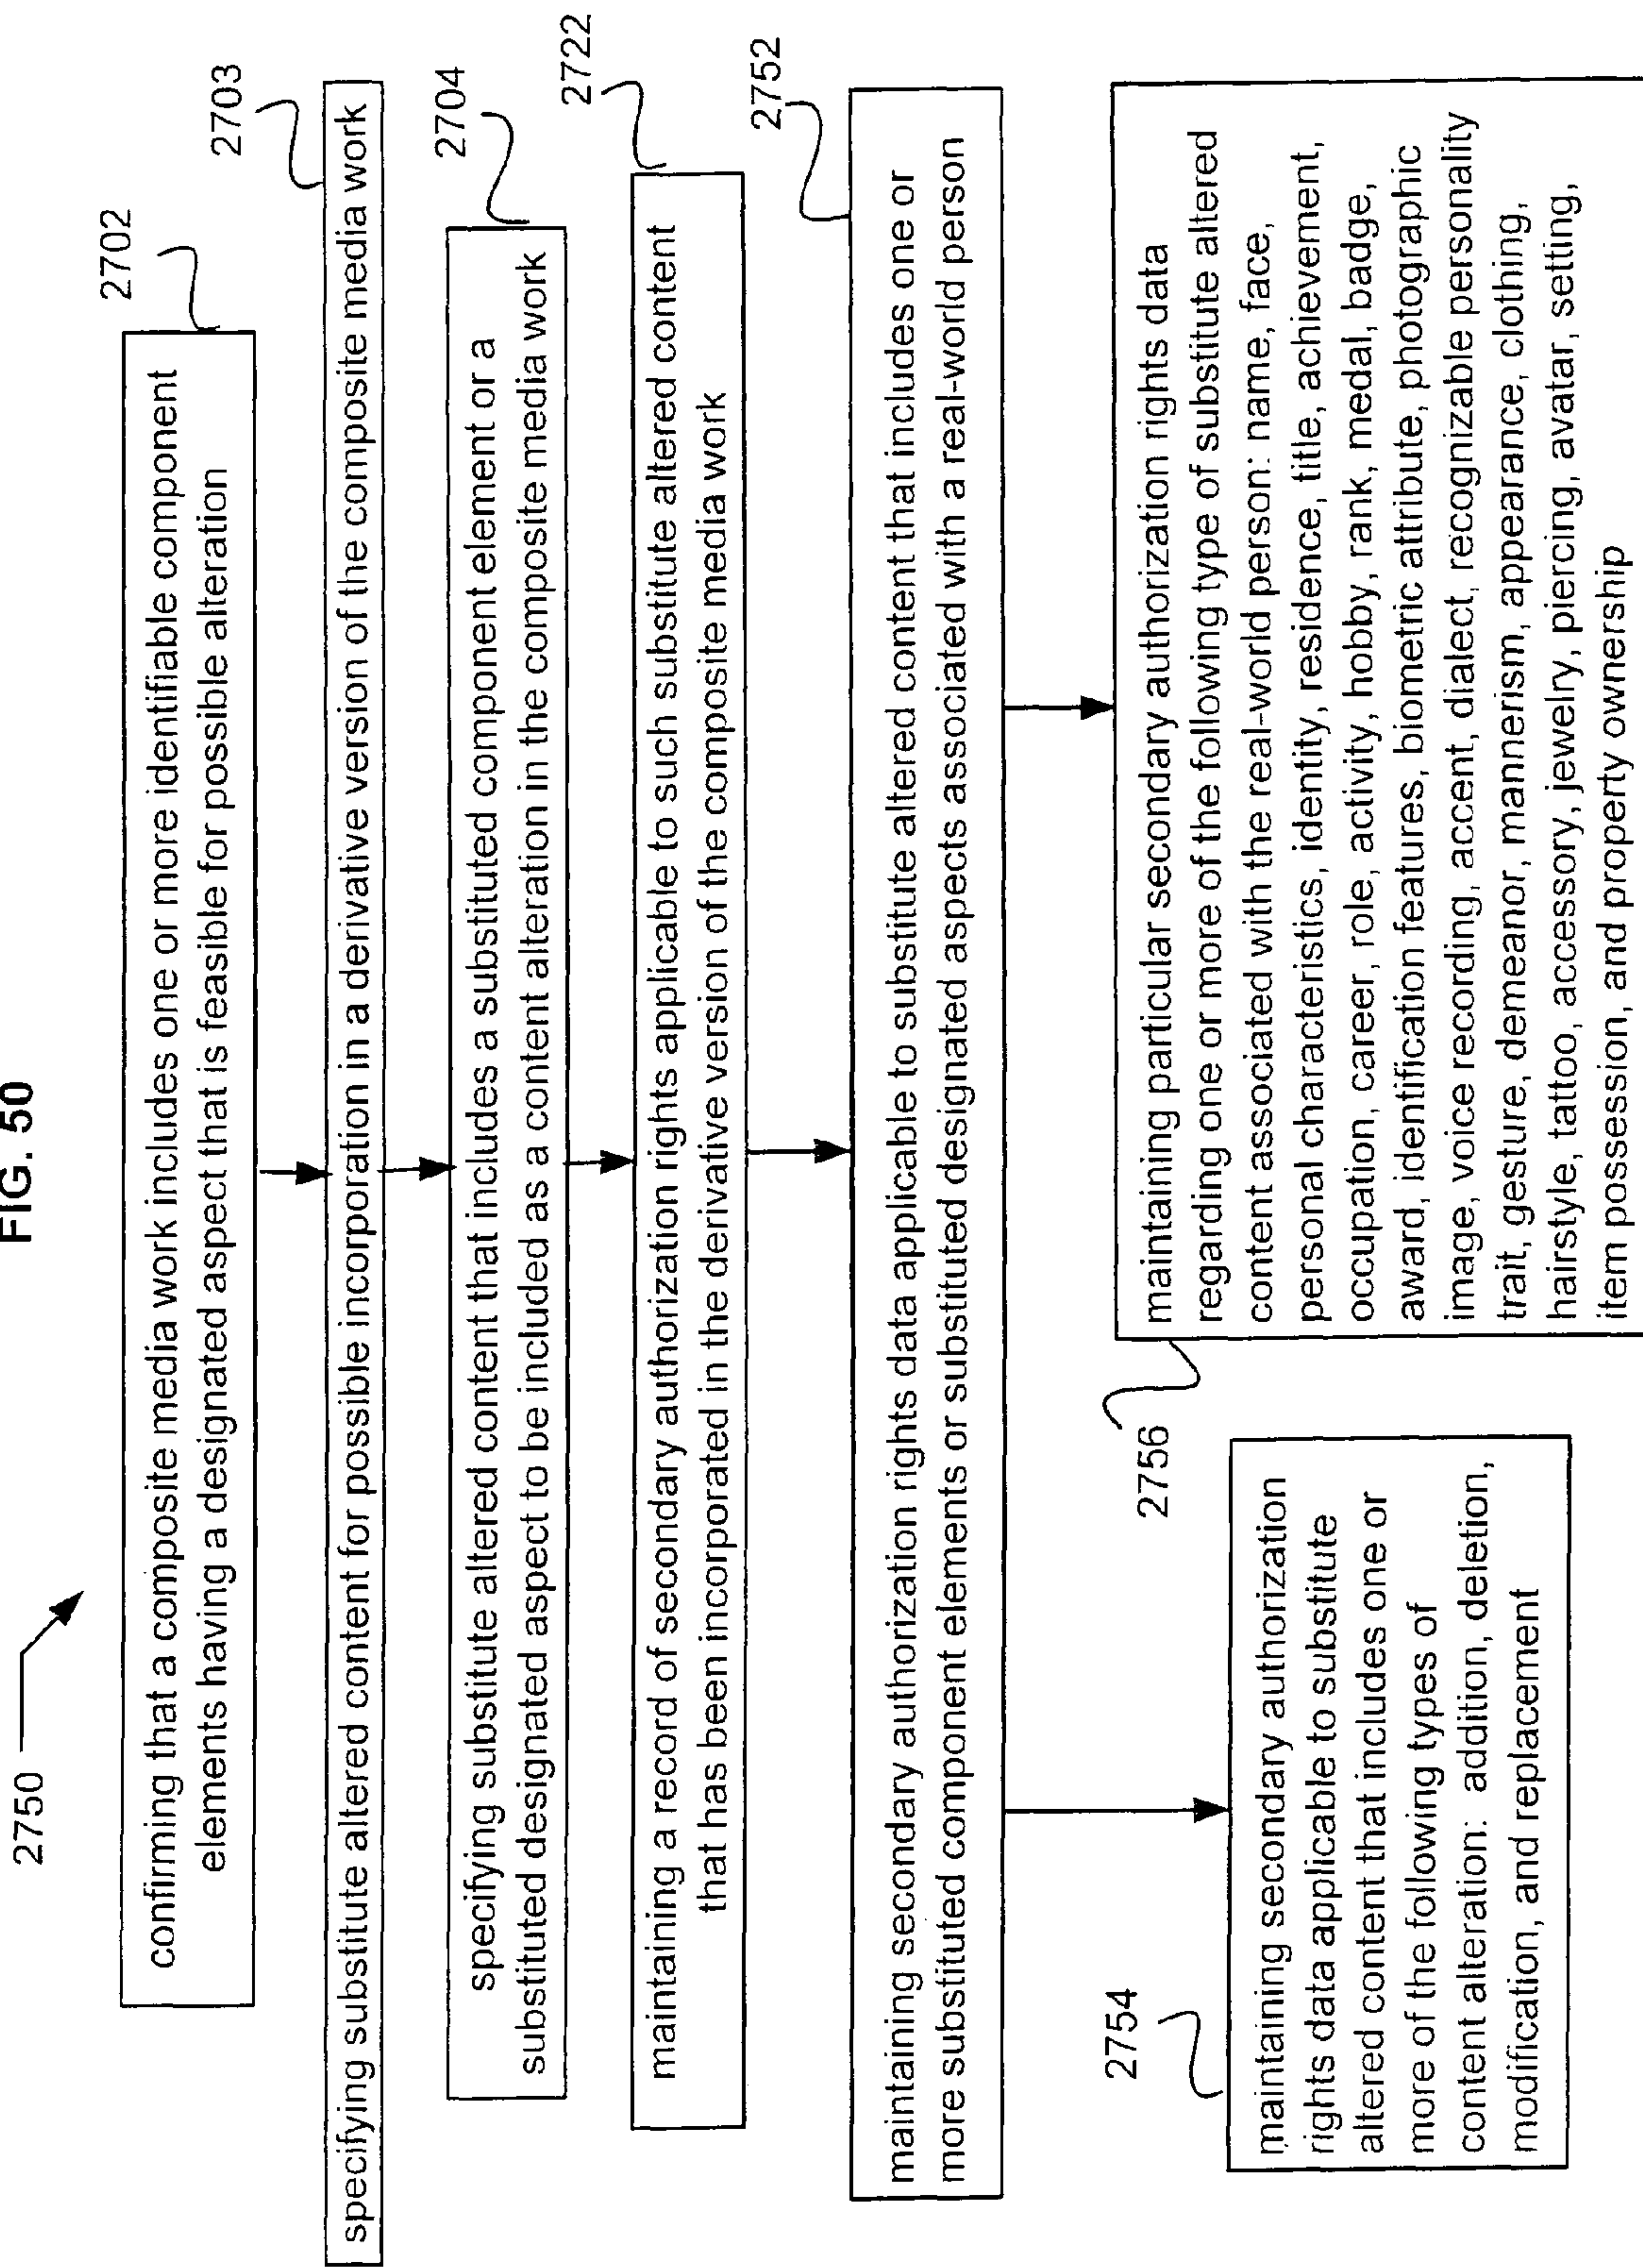 FIG. 50
2750
2702
confirming that a composite media work includes one or more identifiable component
elements having a designated aspect that is feasible for possible alteration
2703
specifying substitute altered content for possible incorporation in a derivative version of the composite media work
2704
specifying substitute altered content that includes a substituted component element or a
substituted designated aspect to be included as a content alteration in the composite media work
2722
maintaining a record of secondary authorization rights applicable to such substitute altered content
that has been incorporated in the derivative version of the composite media work
2752
maintaining secondary authorization rights data applicable to substitute altered content that includes one or
more substituted component elements or substituted designated aspects associated with a real-world person
2754
maintaining secondary authorization
rights data applicable to substitute
altered content that includes one or
more of the following types of
content alteration: addition, deletion,
modification, and replacement
2756
maintaining particular secondary authorization rights data
regarding one or more of the following type of substitute altered
content associated with the real-world person: name, face,
personal characteristics, identity, residence, title, achievement,
occupation, career, role, activity, hobby, rank, medal, badge,
award, identification features, biometric attribute, photographic
image, voice recording, accent, dialect, recognizable personality
trait, gesture, demeanor, mannerism, appearance, clothing,
hairstyle, tattoo, accessory, jewelry, piercing, avatar, setting,
item possession, and property ownership